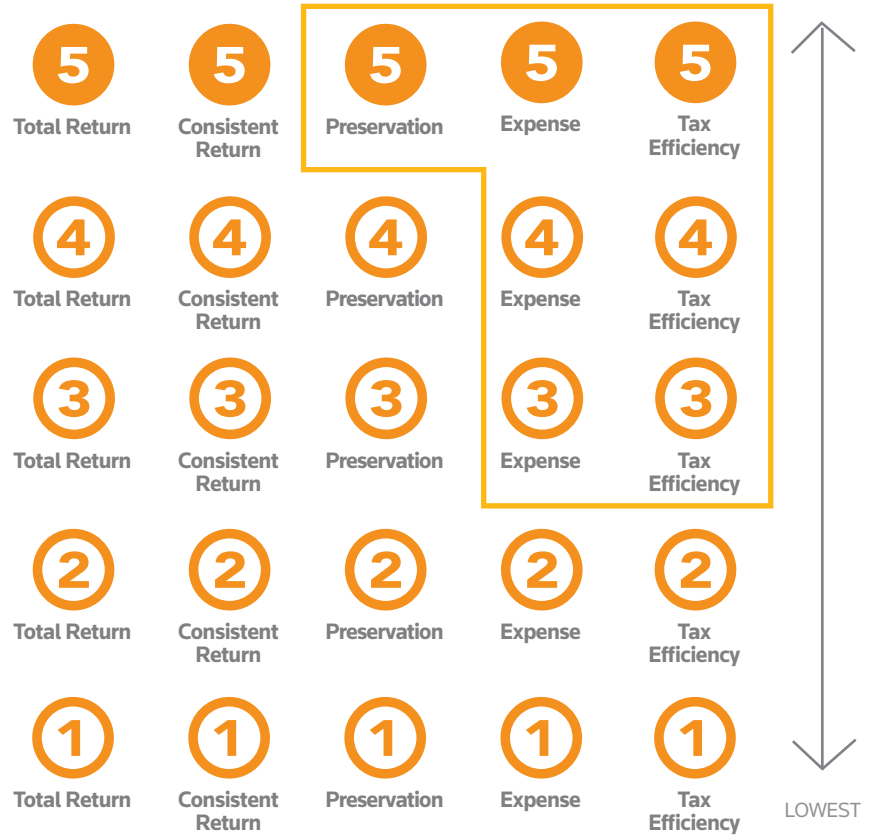 5 5 5 5 5
Total Return Consistent Return Preservation Expense Tax Efficiency
4 4 4 4 4
Total Return Consistent Return Preservation Expense Tax Efficiency
3 3 3 3 3
Total Return Consistent Return Preservation Expense Tax Efficiency
2 2 2 2 2
Total Return Consistent Return Preservation Expense Tax Efficiency
1 1 1 1 1
Total Return Consistent Return Preservation Expense Tax Efficiency
LOWEST